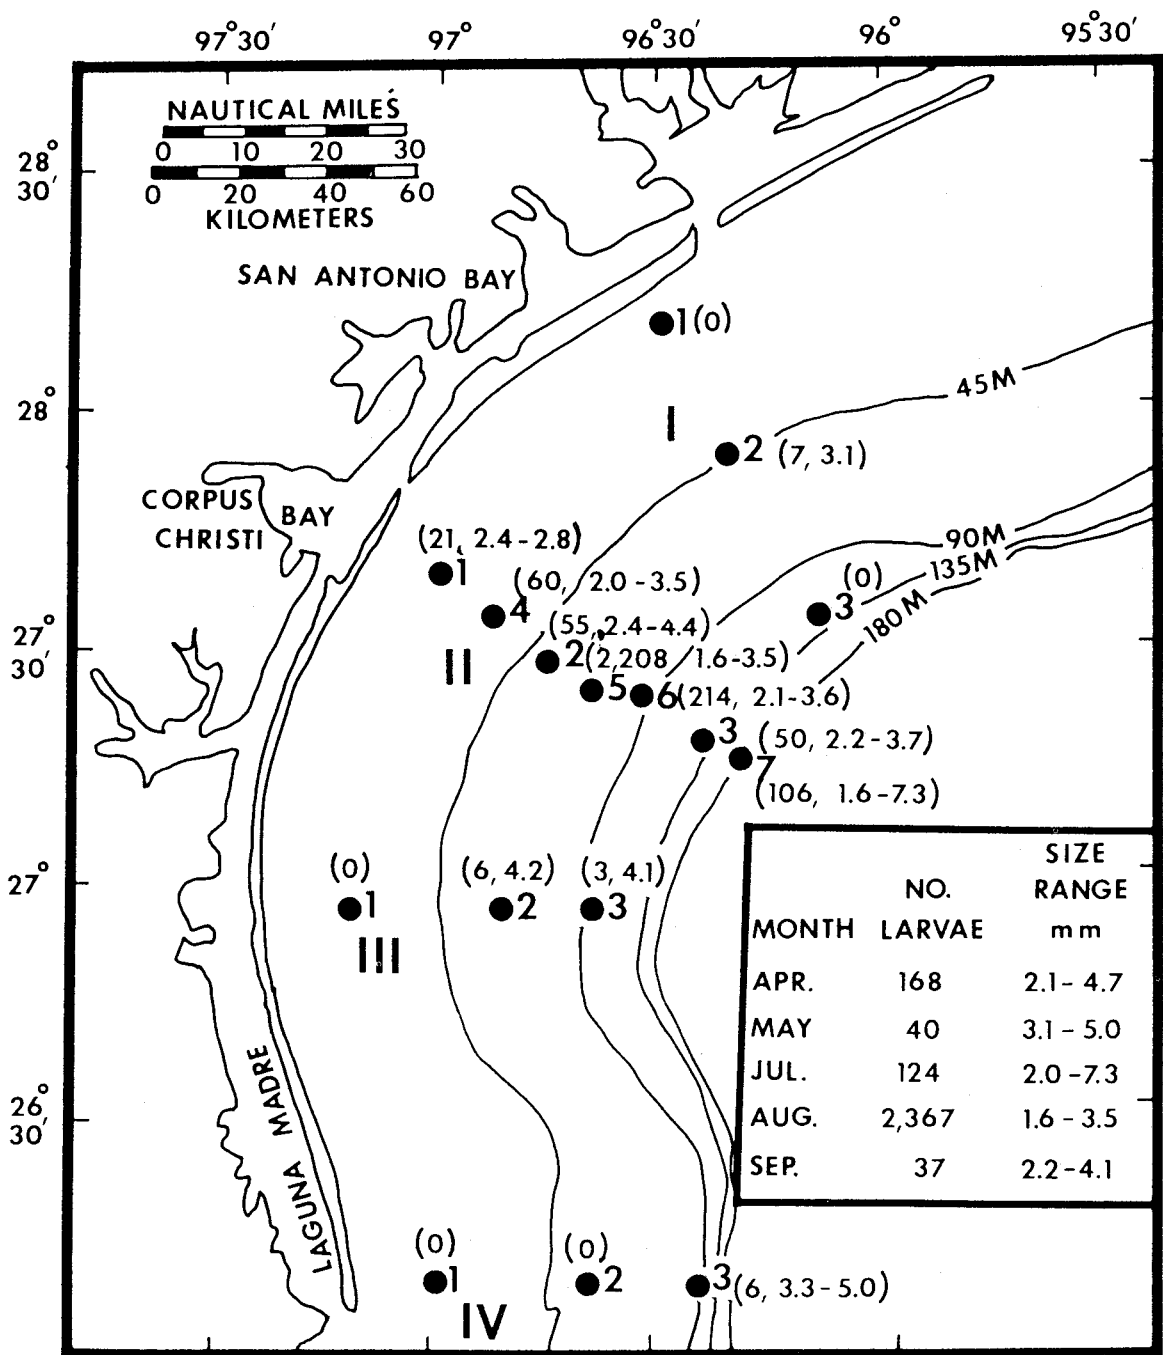 97°30' 97° 96°30' 96° 95°30'
NAUTICAL MILES
0 10 20 30
28°
30'
0 20 40 60
KILOMETERS
SAN ANTONIO BAY
1(0)
45M
28°
I
2 (7, 3.1)
CORPUS
CHRISTI
BAY
(21, 2.4-2.8)
1
90M
135M
180M
(0)
3
(60, 2.0-3.5)
4
(55, 2.4-4.4)
2
27°
30'
II
(2,208 1.6-3.5)
5
6 (214, 2.1-3.6)
3 (50, 2.2-3.7)
7
(106, 1.6-7.3)
27°
(0)
1
(6, 4.2)
2
(3, 4.1)
3
III
SIZE
NO. RANGE
MONTH LARVAE mm
APR. 168 2.1-4.7
MAY 40 3.1-5.0
JUL. 124 2.0-7.3
AUG. 2,367 1.6-3.5
SEP. 37 2.2-4.1
26°
30'
LAGUNA MADRE
(0)
1
(0)
2
3 (6, 3.3-5.0)
IV